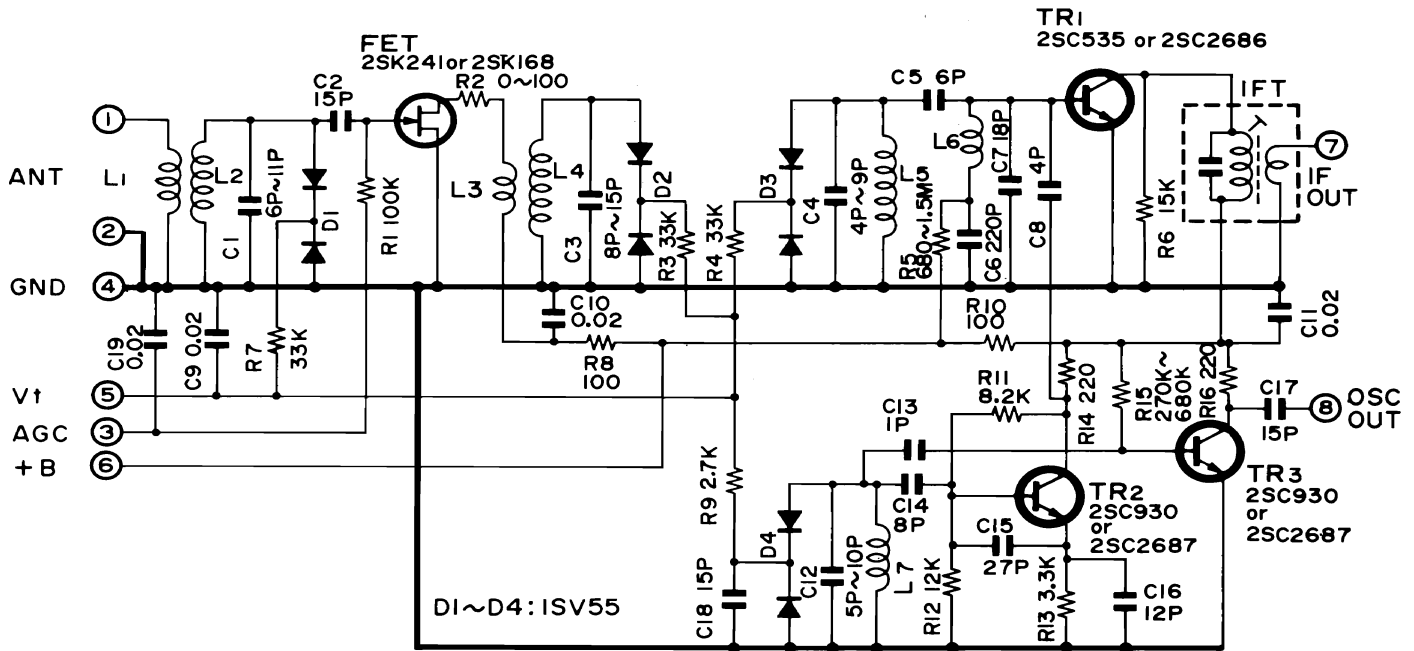 FET
2SK241 or 2SK168
R2 0~100
C2
15P
TR1
2SC535 or 2SC2686
C5 6P
IFT
1
ANT
L1
L2
C1
6P~11P
D1
R1 100K
L3
L4
C3
8P~15P
D2
R3 33K
R4 33K
D3
C4
4P~9P
L5
R5
680~1.5M
L6
C6 220P
C7 18P
4P
C8
R6 15K
7
IF
OUT
2
GND
4
C19
0.02
C9 0.02
R7
33K
C10
0.02
R8
100
R10
100
C11
0.02
Vt
5
AGC
3
+B
6
R11
8.2K
220
R14
R15
270K~
680K
R16 220
C17
15P
8
OSC
OUT
C13
1P
R9 2.7K
C14
8P
TR2
2SC930
or
2SC2687
TR3
2SC930
or
2SC2687
D4
C12
5P~10P
L7
C15
27P
C18 15P
R12 12K
R13 3.3K
C16
12P
D1~D4:1SV55